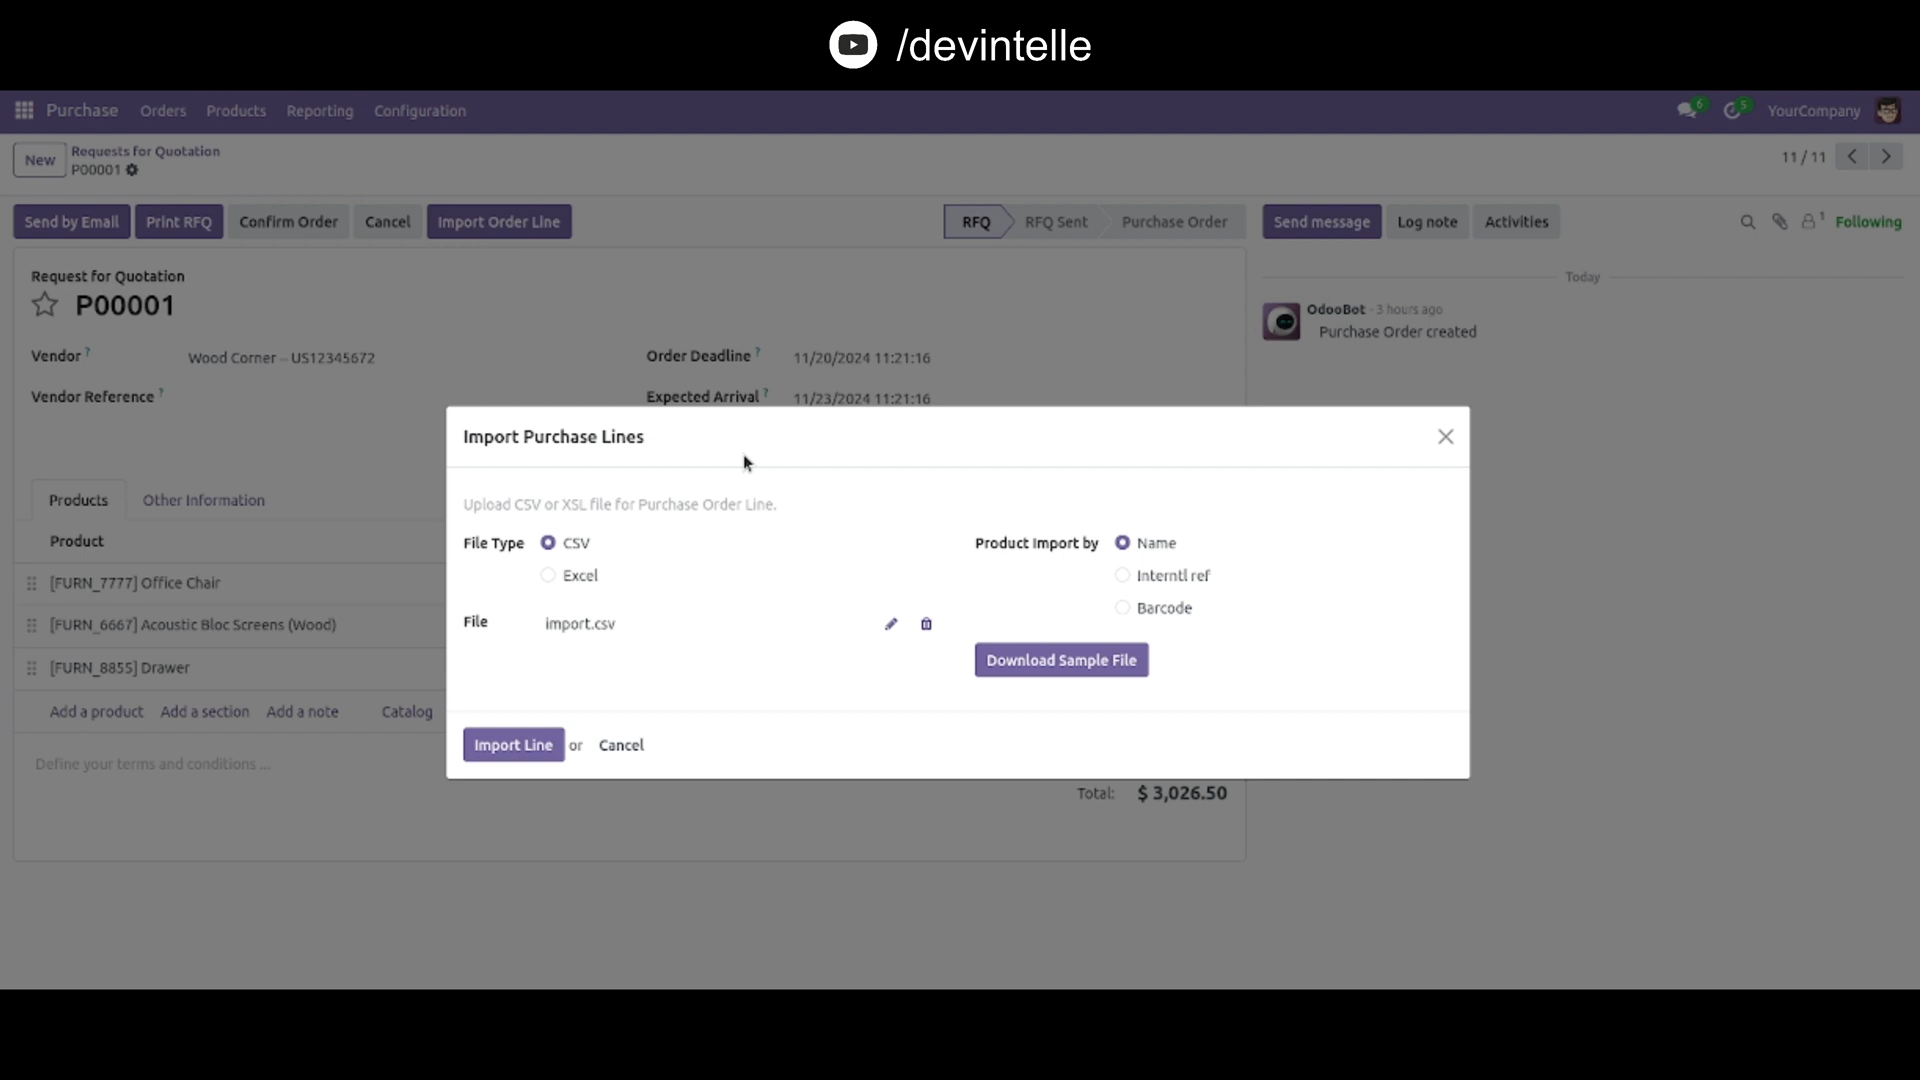 /devintelle
Purchase Orders Products Reporting Configuration 6 5 YourCompany
New Requests for Quotation
P00001
11 / 11
Send by Email Print RFQ Confirm Order Cancel Import Order Line RFQ RFQ Sent Purchase Order Send message Log note Activities 1 Following
Request for Quotation
P00001
Today
OdooBot - 3 hours ago
Purchase Order created
Vendor ? Wood Corner – US12345672 Order Deadline ? 11/20/2024 11:21:16
Vendor Reference ? Expected Arrival ? 11/23/2024 11:21:16
Import Purchase Lines
Upload CSV or XSL file for Purchase Order Line.
File Type CSV
Excel
File import.csv
Product Import by Name
Interntl ref
Barcode
Download Sample File
Import Line or Cancel
Products Other Information
Product
[FURN_7777] Office Chair
[FURN_6667] Acoustic Bloc Screens (Wood)
[FURN_8855] Drawer
Add a product Add a section Add a note Catalog
Define your terms and conditions ...
Total: $ 3,026.50